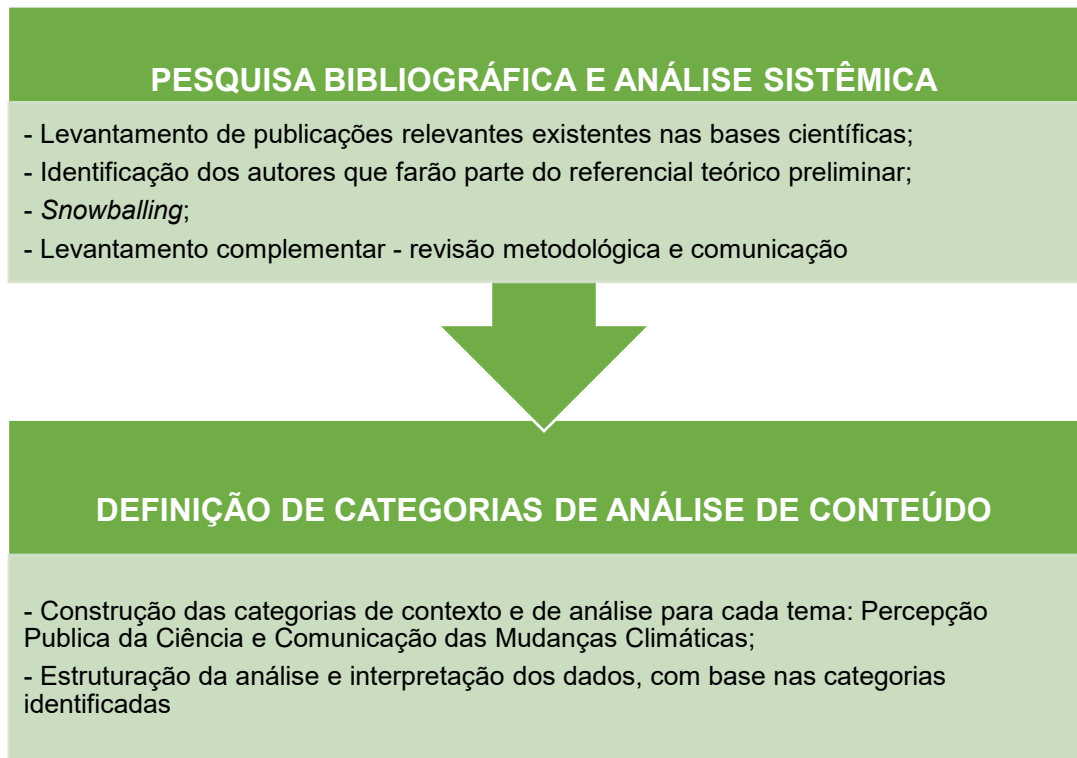 PESQUISA BIBLIOGRÁFICA E ANÁLISE SISTÊMICA
- Levantamento de publicações relevantes existentes nas bases científicas;
- Identificação dos autores que farão parte do referencial teórico preliminar;
- Snowballing;
- Levantamento complementar - revisão metodológica e comunicação
DEFINIÇÃO DE CATEGORIAS DE ANÁLISE DE CONTEÚDO
- Construção das categorias de contexto e de análise para cada tema: Percepção
Publica da Ciência e Comunicação das Mudanças Climáticas;
- Estruturação da análise e interpretação dos dados, com base nas categorias
identificadas